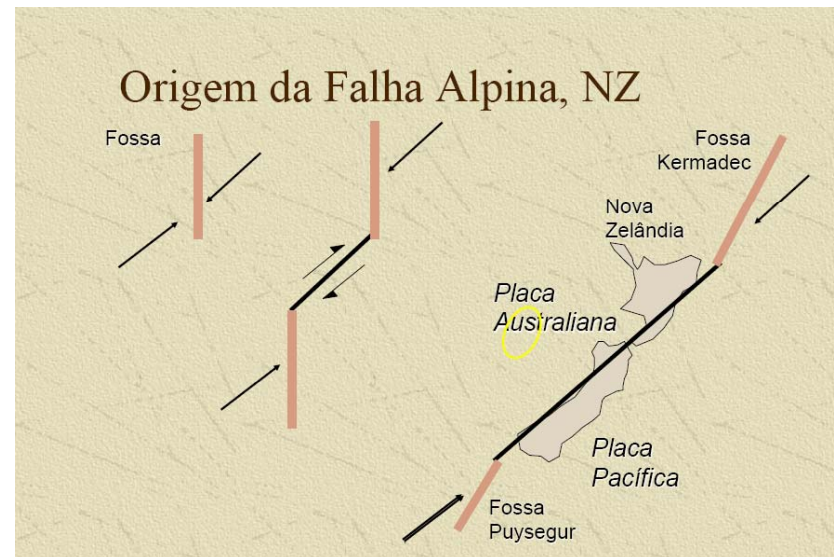 Origem da Falha Alpina, NZ
Fossa
Fossa
Kermadec
Nova
Zelândia
Placa
Australiana
Placa
Pacífica
Fossa
Puysegur